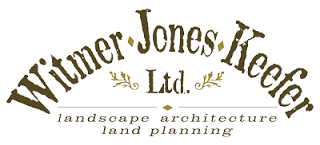 Witmer · Jones · Keefer
Ltd.
landscape architecture
land planning